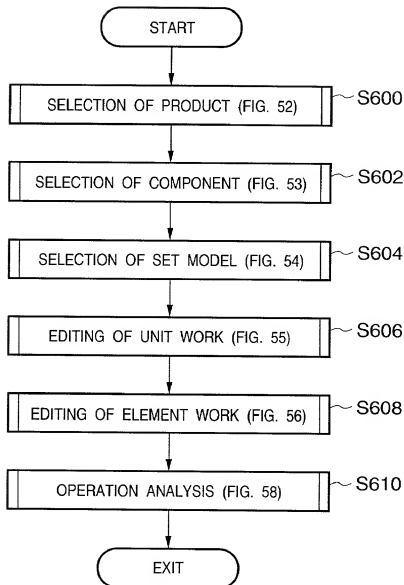 START
SELECTION OF PRODUCT (FIG. 52)
S600
SELECTION OF COMPONENT (FIG. 53)
S602
SELECTION OF SET MODEL (FIG. 54)
S604
EDITING OF UNIT WORK (FIG. 55)
S606
EDITING OF ELEMENT WORK (FIG. 56)
S608
OPERATION ANALYSIS (FIG. 58)
S610
EXIT